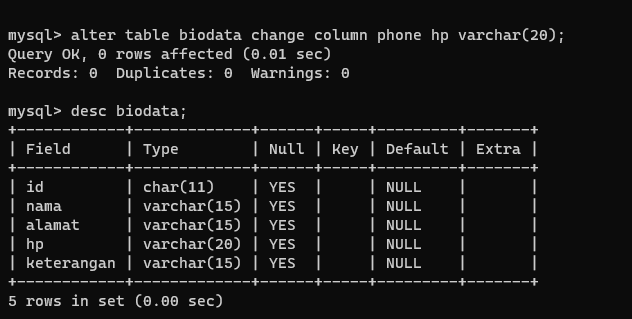 mysql> alter table biodata change column phone hp varchar(20);
Query OK, 0 rows affected (0.01 sec)
Records: 0  Duplicates: 0  Warnings: 0

mysql> desc biodata;
+------------+-------------+------+-----+---------+-------+
| Field      | Type        | Null | Key | Default | Extra |
+------------+-------------+------+-----+---------+-------+
| id         | char(11)    | YES  |     | NULL    |       |
| nama       | varchar(15) | YES  |     | NULL    |       |
| alamat     | varchar(15) | YES  |     | NULL    |       |
| hp         | varchar(20) | YES  |     | NULL    |       |
| keterangan | varchar(15) | YES  |     | NULL    |       |
+------------+-------------+------+-----+---------+-------+
5 rows in set (0.00 sec)